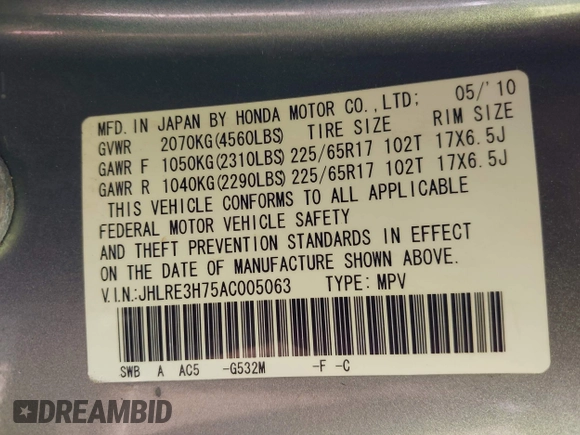 MFD. IN JAPAN BY HONDA MOTOR CO.,LTD; 05/'10
GVWR 2070KG(4560LBS) TIRE SIZE RIM SIZE
GAWR F 1050KG(2310LBS) 225/65R17 102T 17X6.5J
GAWR R 1040KG(2290LBS) 225/65R17 102T 17X6.5J
THIS VEHICLE CONFORMS TO ALL APPLICABLE
FEDERAL MOTOR VEHICLE SAFETY
AND THEFT PREVENTION STANDARDS IN EFFECT
ON THE DATE OF MANUFACTURE SHOWN ABOVE.
V.I.N.:JHLRE3H75AC005063 TYPE: MPV
SWB A AC5 -G532M -F -C
DREAMBID